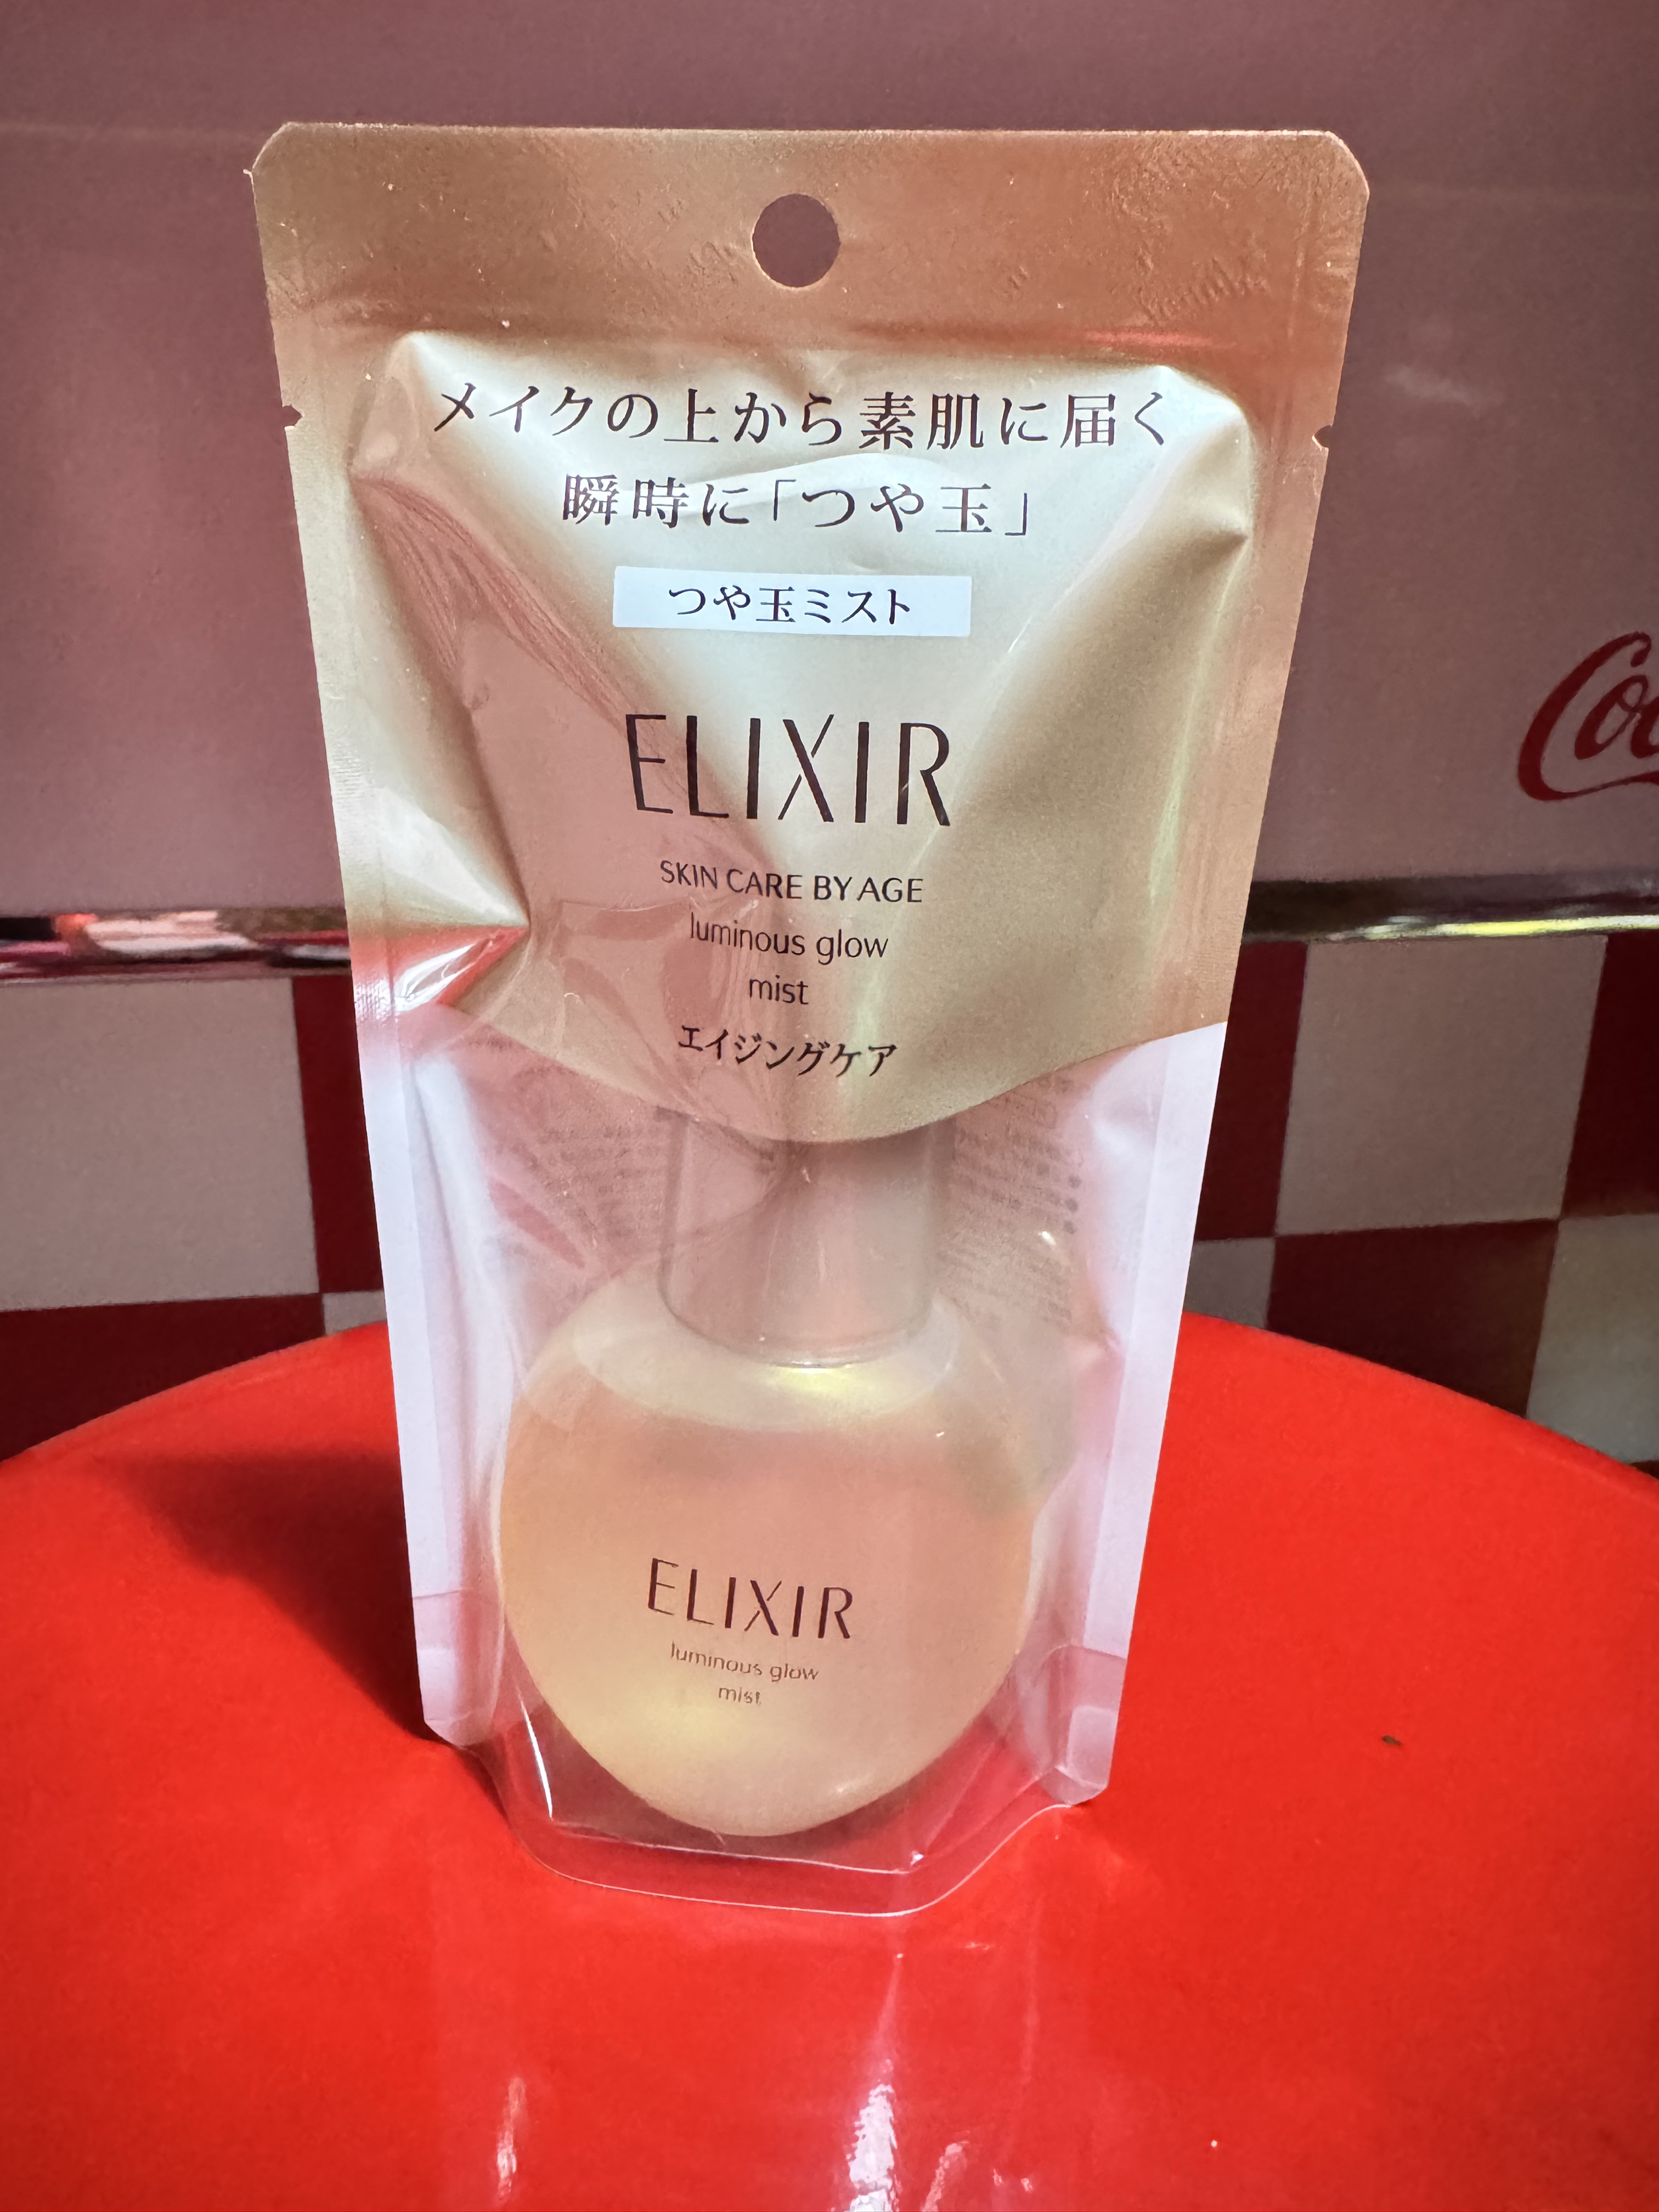 メイクの上から素肌に届く
瞬時に「つや玉」
つや玉ミスト
ELIXIR
SKIN CARE BY AGE
luminous glow
mist
エイジングケア
ELIXIR
luminous glow
mist